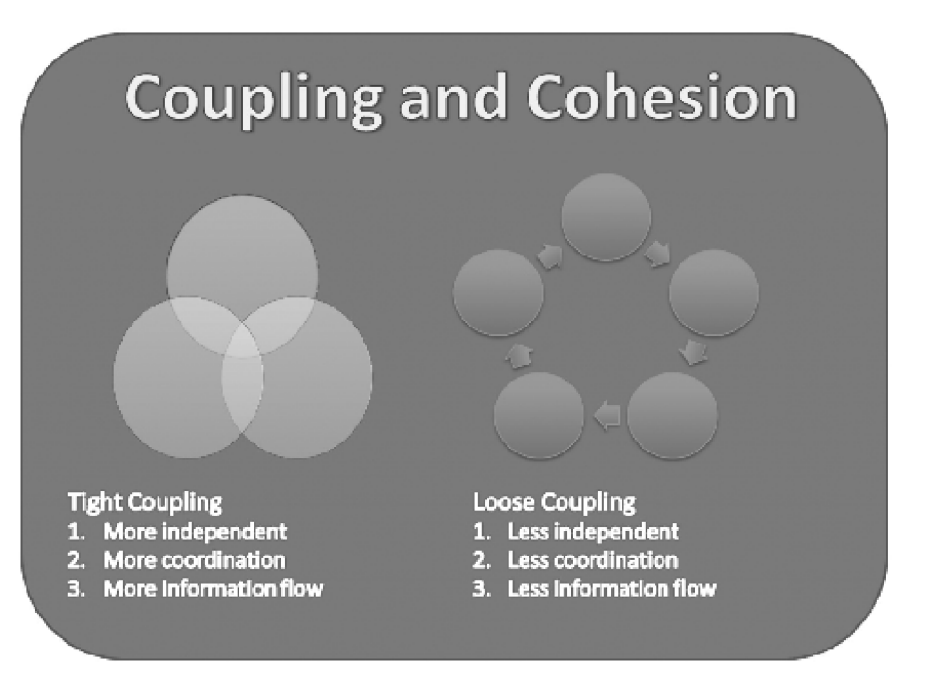 Coupling and Cohesion
Tight Coupling
1. More independent
2. More coordination
3. More information flow
Loose Coupling
1. Less independent
2. Less coordination
3. Less information flow